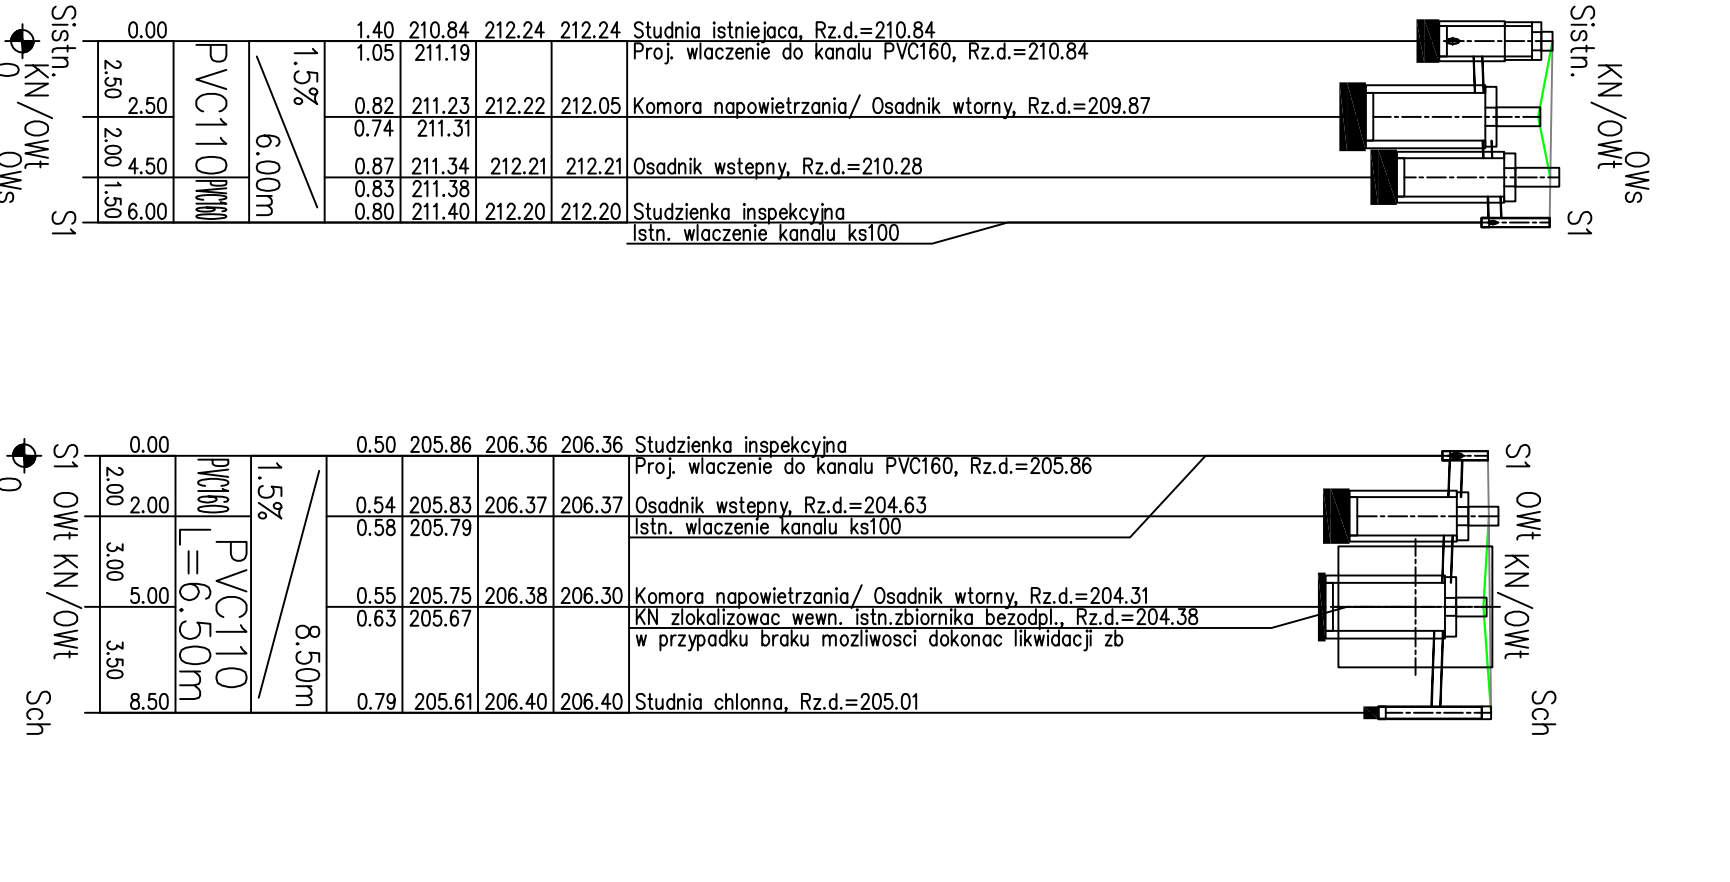 Sistn.
KN/OWt
OWs
S1
0
0.00 1.40 210.84 212.24 212.24 Studnia istniejaca, Rz.d.=210.84
1.05 211.19 Proj. wlaczenie do kanalu PVC160, Rz.d.=210.84
2.50
2.50 0.82 211.23 212.22 212.05 Komora napowietrzania/ Osadnik wtorny, Rz.d.=209.87
0.74 211.31
2.00
4.50 0.87 211.34 212.21 212.21 Osadnik wstepny, Rz.d.=210.28
0.83 211.38
1.50
6.00 0.80 211.40 212.20 212.20 Studzienka inspekcyjna
Istn. wlaczenie kanalu ks100
PVC110
PVC160
1.5%
6.00m
Sistn.
KN/OWt
OWs
S1
S1
OWt
KN/OWt
Sch
0
0.00 0.50 205.86 206.36 206.36 Studzienka inspekcyjna
Proj. wlaczenie do kanalu PVC160, Rz.d.=205.86
2.00
2.00 0.54 205.83 206.37 206.37 Osadnik wstepny, Rz.d.=204.63
0.58 205.79 Istn. wlaczenie kanalu ks100
3.00
5.00 0.55 205.75 206.38 206.30 Komora napowietrzania/ Osadnik wtorny, Rz.d.=204.31
0.63 205.67 KN zlokalizowac wewn. istn.zbiornika bezodpl., Rz.d.=204.38
w przypadku braku mozliwosci dokonac likwidacji zb
3.50
8.50 0.79 205.61 206.40 206.40 Studnia chlonna, Rz.d.=205.01
PVC160
PVC110
L=6.50m
1.5%
8.50m
S1
OWt
KN/OWt
Sch